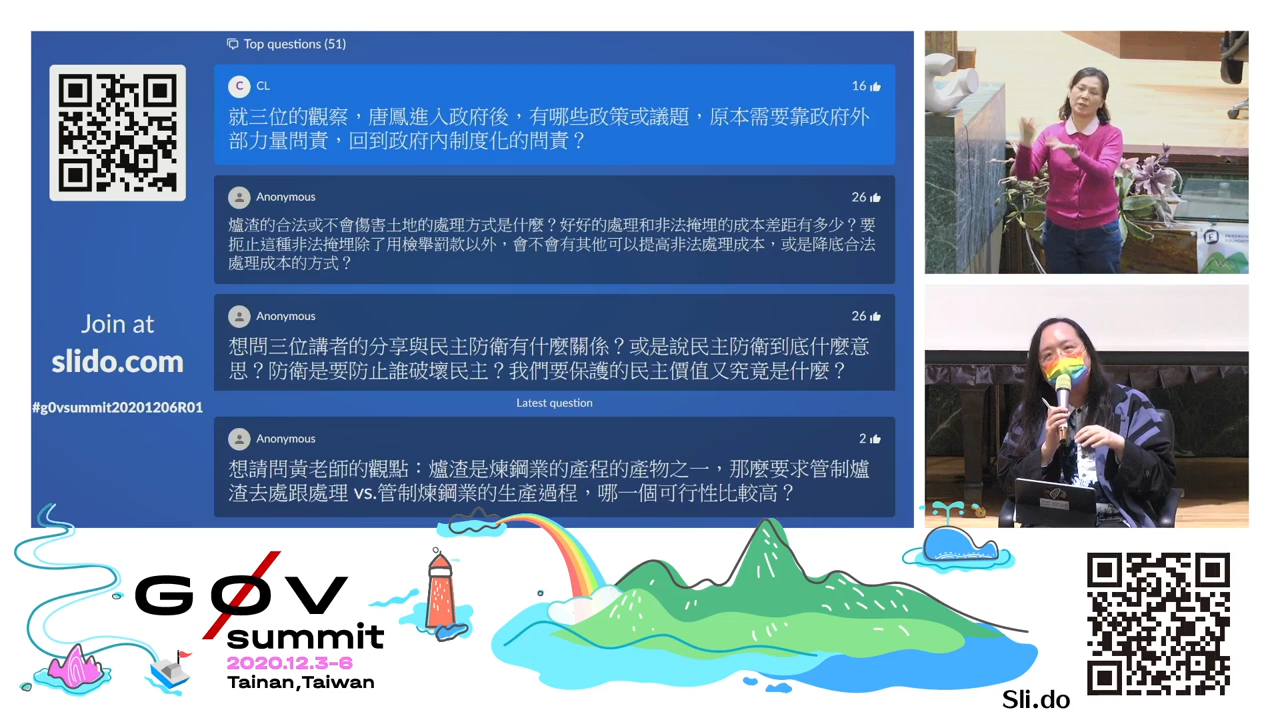 Top questions (51)
C CL 16
就三位的觀察，唐鳳進入政府後，有哪些政策或議題，原本需要靠政府外
部力量問責，回到政府內制度化的問責？
Anonymous 26
爐渣的合法或不會傷害土地的處理方式是什麼？好好的處理和非法掩埋的成本差距有多少？要
扼止這種非法掩埋除了用檢舉罰款以外，會不會有其他可以提高非法處理成本，或是降底合法
處理成本的方式？
Anonymous 26
想問三位講者的分享與民主防衛有什麼關係？或是說民主防衛到底什麼意
思？防衛是要防止誰破壞民主？我們要保護的民主價值又究竟是什麼？
Latest question
Anonymous 2
想請問黃老師的觀點：爐渣是煉鋼業的產程的產物之一，那麼要求管制爐
渣去處跟處理 vs.管制煉鋼業的生產過程，哪一個可行性比較高？
Join at
slido.com
#g0vsummit20201206R01
GØV
summit
2020.12.3-6
Tainan,Taiwan
Sli.do